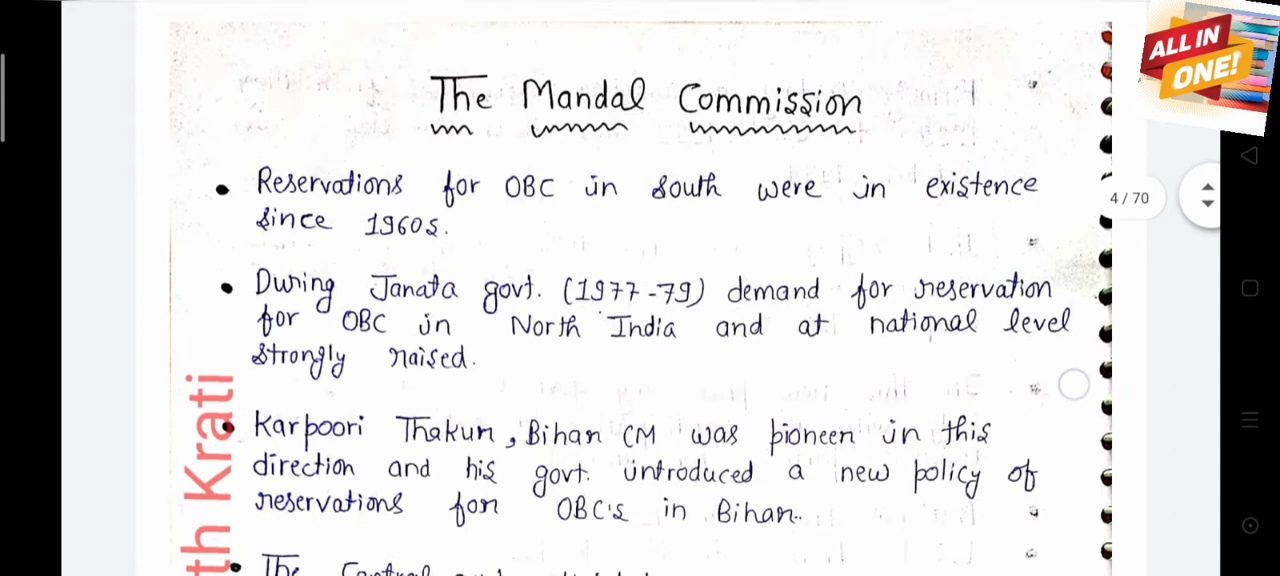 The Mandal Commission
ALL IN
ONE!
• Reservations for OBC in south were in existence
since 1960s.
4 / 70
• During Janata govt. (1977-79) demand for reservation
for OBC in North India and at national level
strongly raised.
• Karpoori Thakur, Bihar CM was pioneer in this
direction and his govt. introduced a new policy of
reservations for OBC's in Bihar..
• The
th Krati